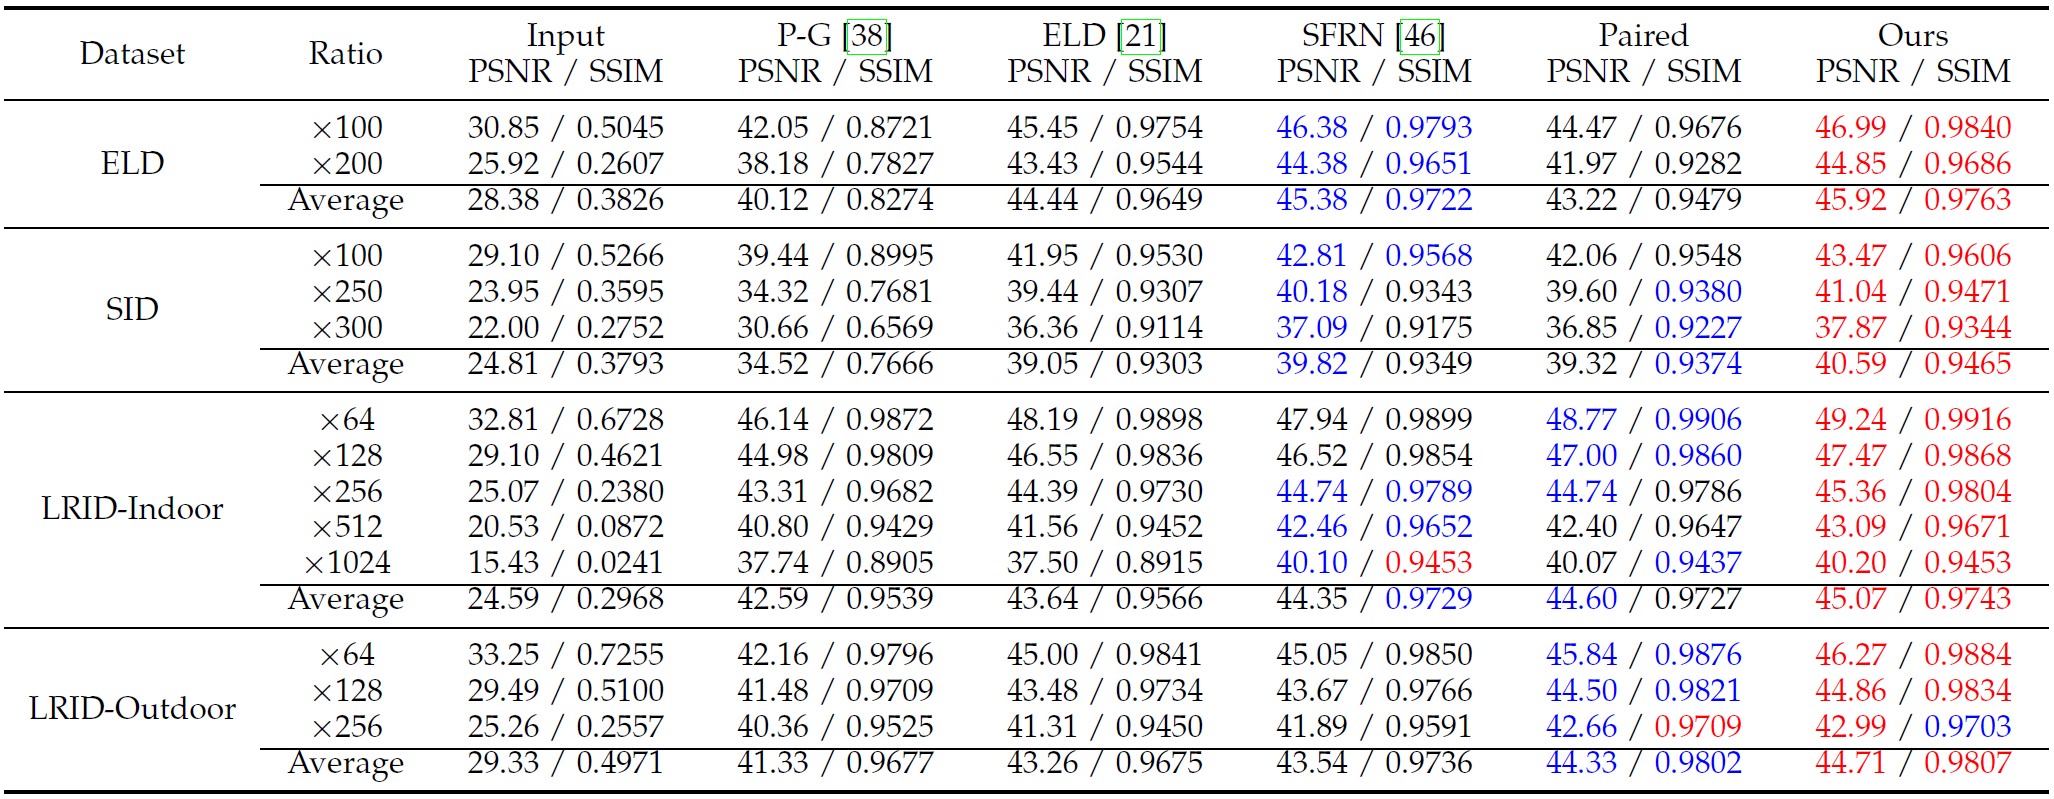 Dataset Ratio Input P-G [38] ELD [21] SFRN [46] Paired Ours
PSNR / SSIM PSNR / SSIM PSNR / SSIM PSNR / SSIM PSNR / SSIM PSNR / SSIM
ELD
×100 30.85 / 0.5045 42.05 / 0.8721 45.45 / 0.9754 46.38 / 0.9793 44.47 / 0.9676 46.99 / 0.9840
×200 25.92 / 0.2607 38.18 / 0.7827 43.43 / 0.9544 44.38 / 0.9651 41.97 / 0.9282 44.85 / 0.9686
Average 28.38 / 0.3826 40.12 / 0.8274 44.44 / 0.9649 45.38 / 0.9722 43.22 / 0.9479 45.92 / 0.9763
SID
×100 29.10 / 0.5266 39.44 / 0.8995 41.95 / 0.9530 42.81 / 0.9568 42.06 / 0.9548 43.47 / 0.9606
×250 23.95 / 0.3595 34.32 / 0.7681 39.44 / 0.9307 40.18 / 0.9343 39.60 / 0.9380 41.04 / 0.9471
×300 22.00 / 0.2752 30.66 / 0.6569 36.36 / 0.9114 37.09 / 0.9175 36.85 / 0.9227 37.87 / 0.9344
Average 24.81 / 0.3793 34.52 / 0.7666 39.05 / 0.9303 39.82 / 0.9349 39.32 / 0.9374 40.59 / 0.9465
LRID-Indoor
×64 32.81 / 0.6728 46.14 / 0.9872 48.19 / 0.9898 47.94 / 0.9899 48.77 / 0.9906 49.24 / 0.9916
×128 29.10 / 0.4621 44.98 / 0.9809 46.55 / 0.9836 46.52 / 0.9854 47.00 / 0.9860 47.47 / 0.9868
×256 25.07 / 0.2380 43.31 / 0.9682 44.39 / 0.9730 44.74 / 0.9789 44.74 / 0.9786 45.36 / 0.9804
×512 20.53 / 0.0872 40.80 / 0.9429 41.56 / 0.9452 42.46 / 0.9652 42.40 / 0.9647 43.09 / 0.9671
×1024 15.43 / 0.0241 37.74 / 0.8905 37.50 / 0.8915 40.10 / 0.9453 40.07 / 0.9437 40.20 / 0.9453
Average 24.59 / 0.2968 42.59 / 0.9539 43.64 / 0.9566 44.35 / 0.9729 44.60 / 0.9727 45.07 / 0.9743
LRID-Outdoor
×64 33.25 / 0.7255 42.16 / 0.9796 45.00 / 0.9841 45.05 / 0.9850 45.84 / 0.9876 46.27 / 0.9884
×128 29.49 / 0.5100 41.48 / 0.9709 43.48 / 0.9734 43.67 / 0.9766 44.50 / 0.9821 44.86 / 0.9834
×256 25.26 / 0.2557 40.36 / 0.9525 41.31 / 0.9450 41.89 / 0.9591 42.66 / 0.9709 42.99 / 0.9703
Average 29.33 / 0.4971 41.33 / 0.9677 43.26 / 0.9675 43.54 / 0.9736 44.33 / 0.9802 44.71 / 0.9807